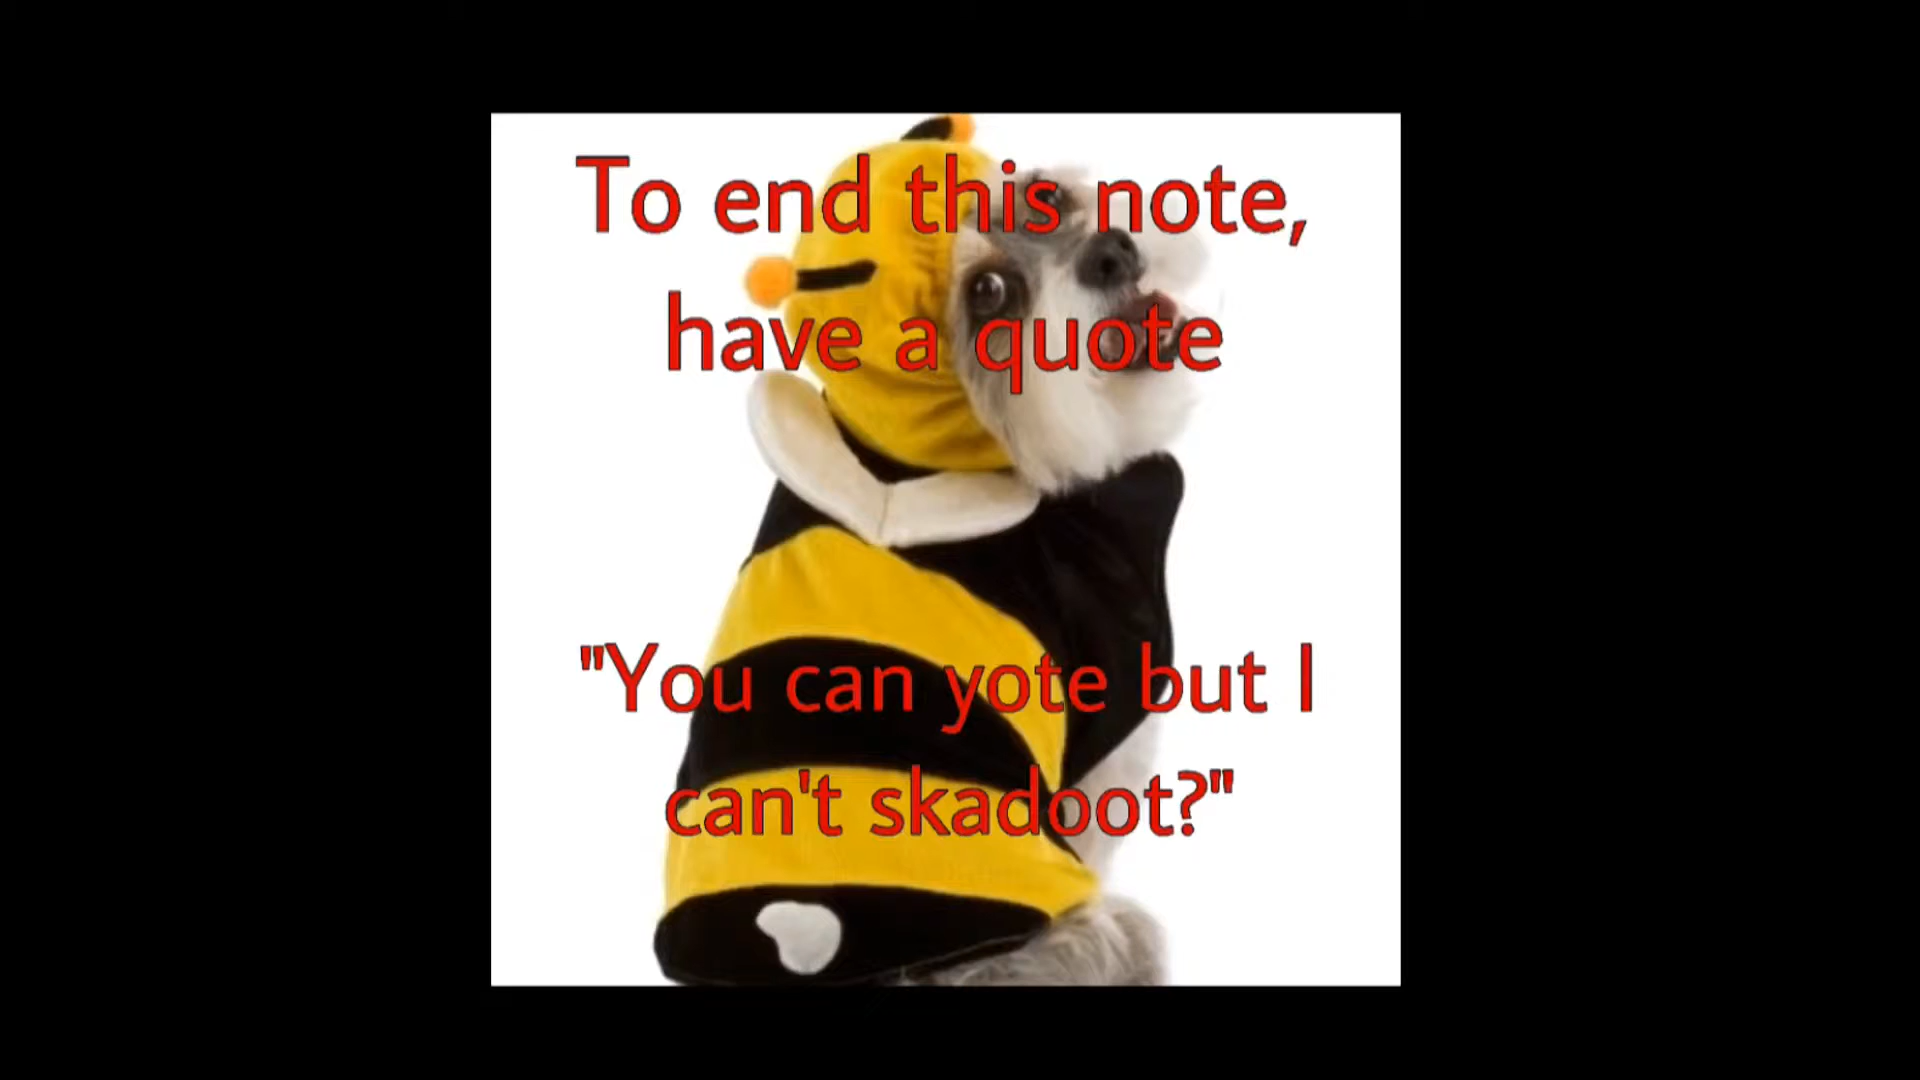 To end this note,
have a quote
"You can yote but I
can't skadoot?"